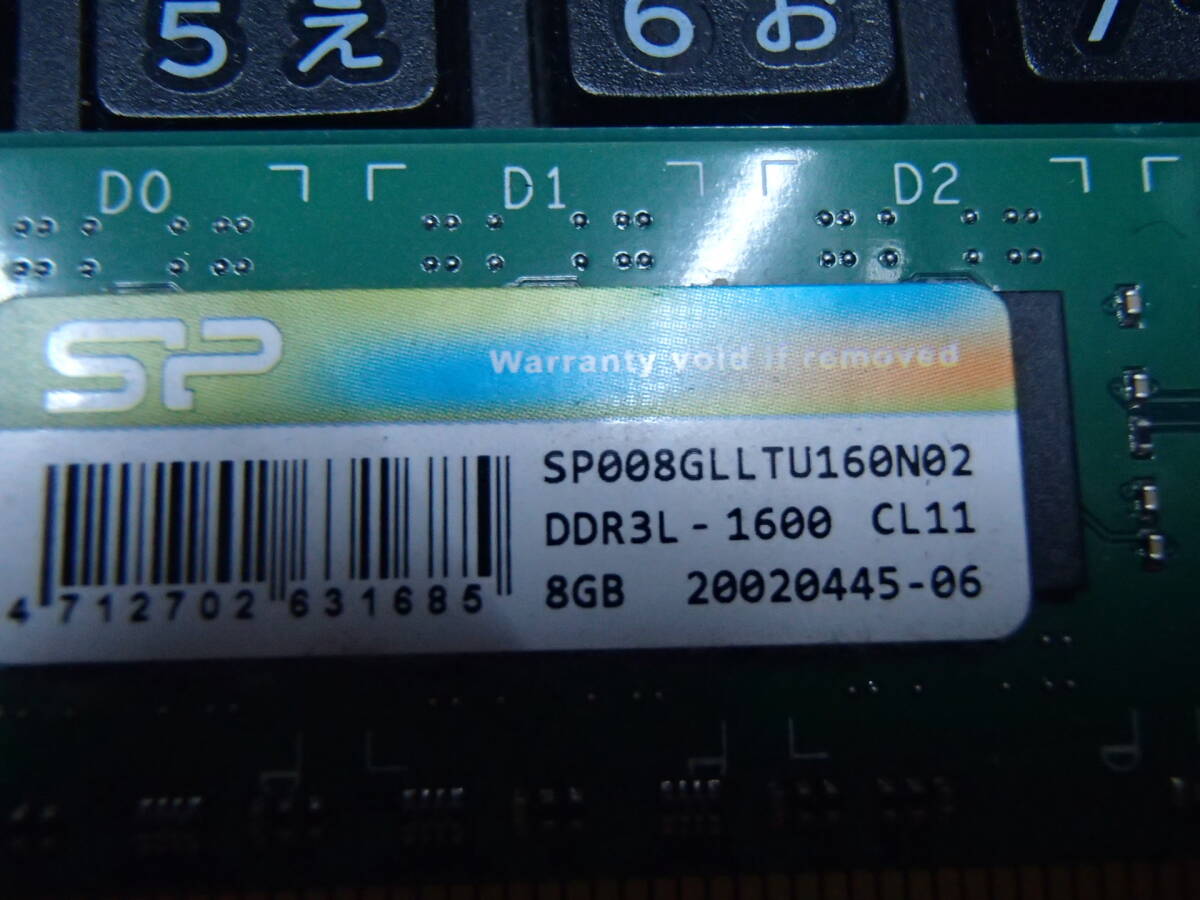 5 え 6 お 7
D0 D1 D2
SP
Warranty void if removed
SP008GLLTU160N02
DDR3L-1600 CL11
8GB 20020445-06
4 712702 631685